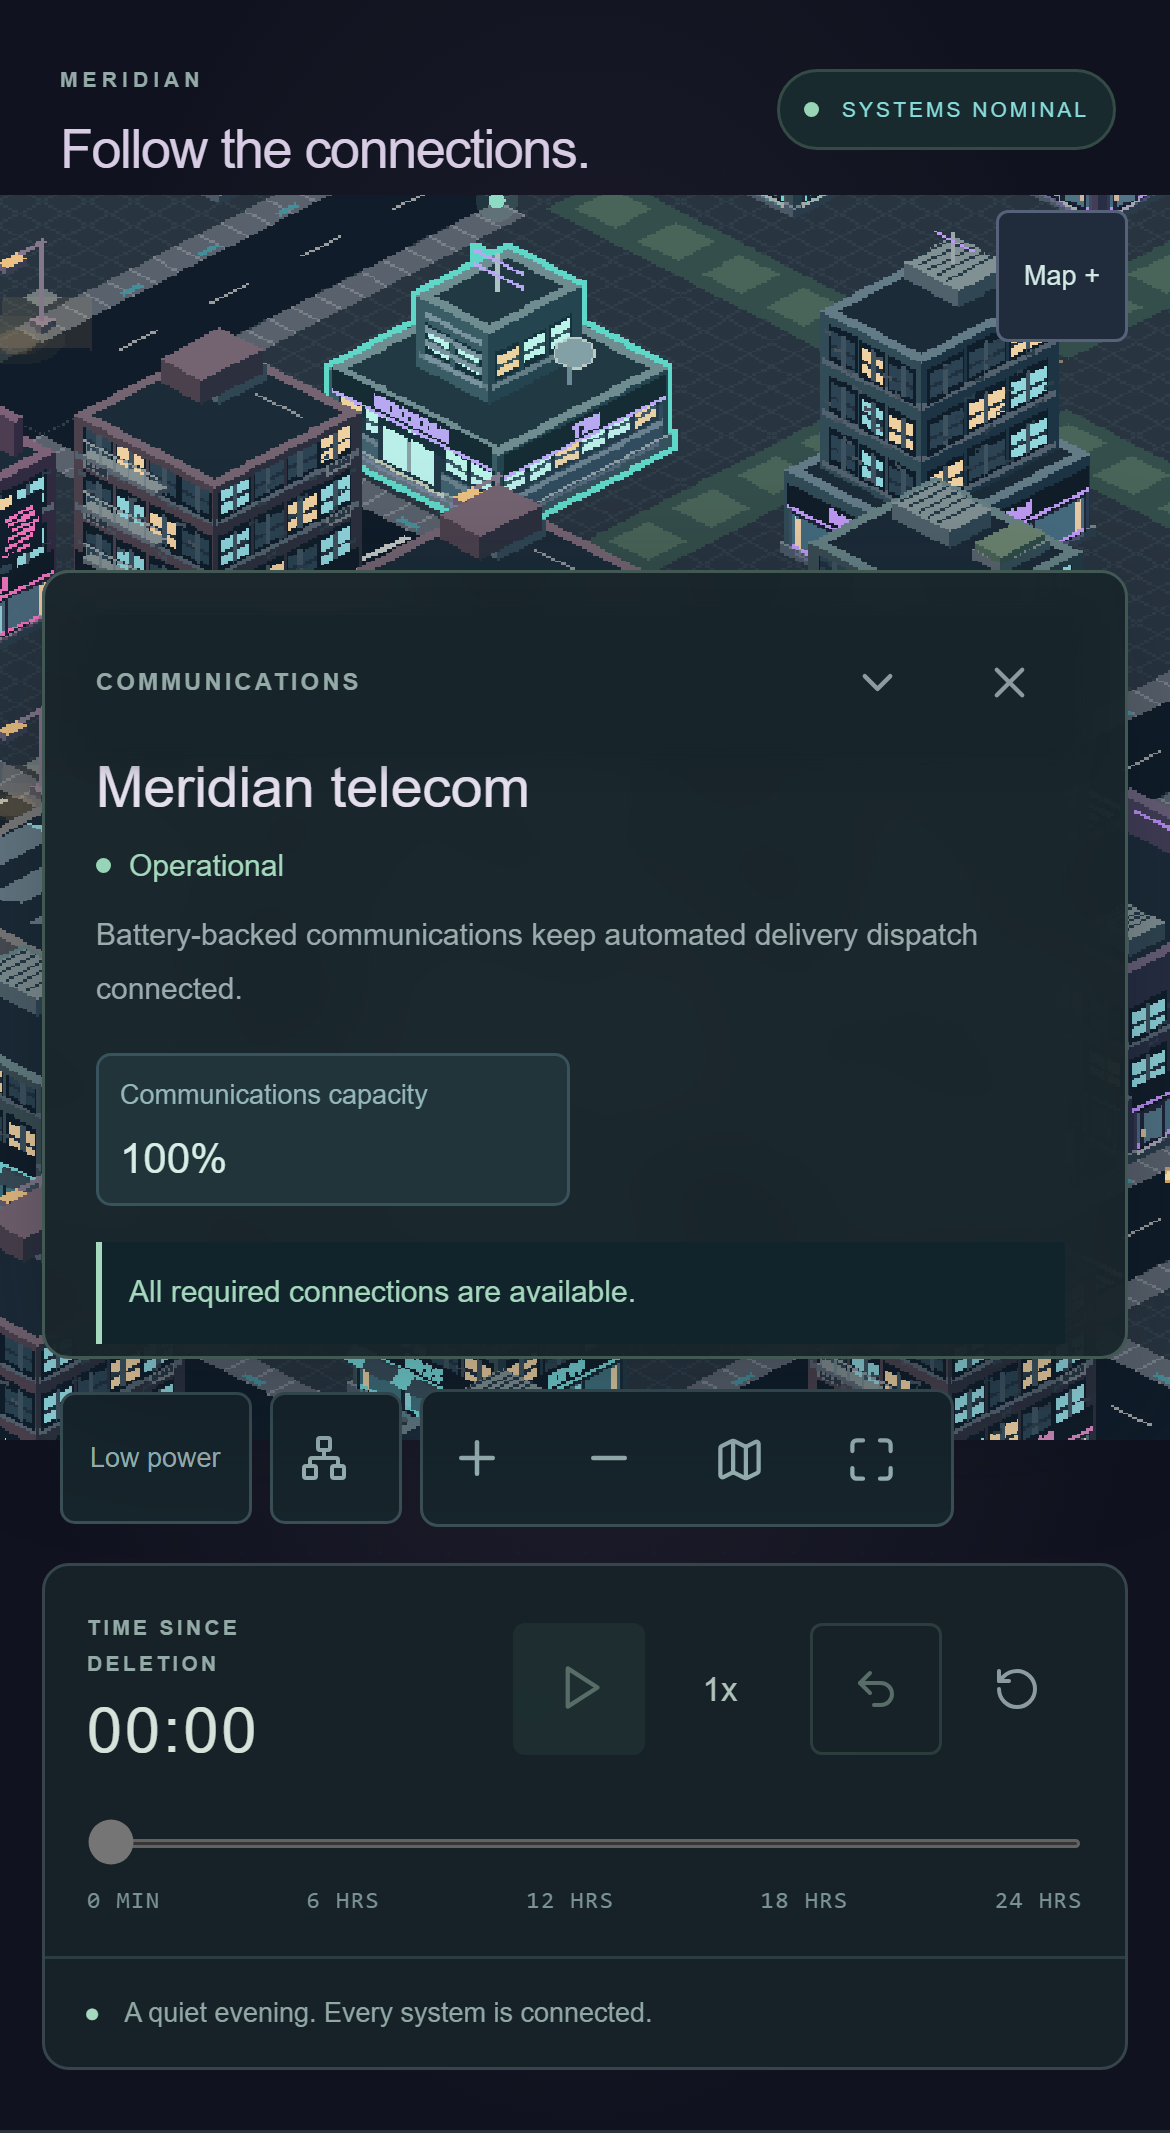 MERIDIAN
Follow the connections.
SYSTEMS NOMINAL
Map +
COMMUNICATIONS
Meridian telecom
Operational
Battery-backed communications keep automated delivery dispatch
connected.
Communications capacity
100%
All required connections are available.
Low power
TIME SINCE
DELETION
00:00
1x
0 MIN
6 HRS
12 HRS
18 HRS
24 HRS
A quiet evening. Every system is connected.